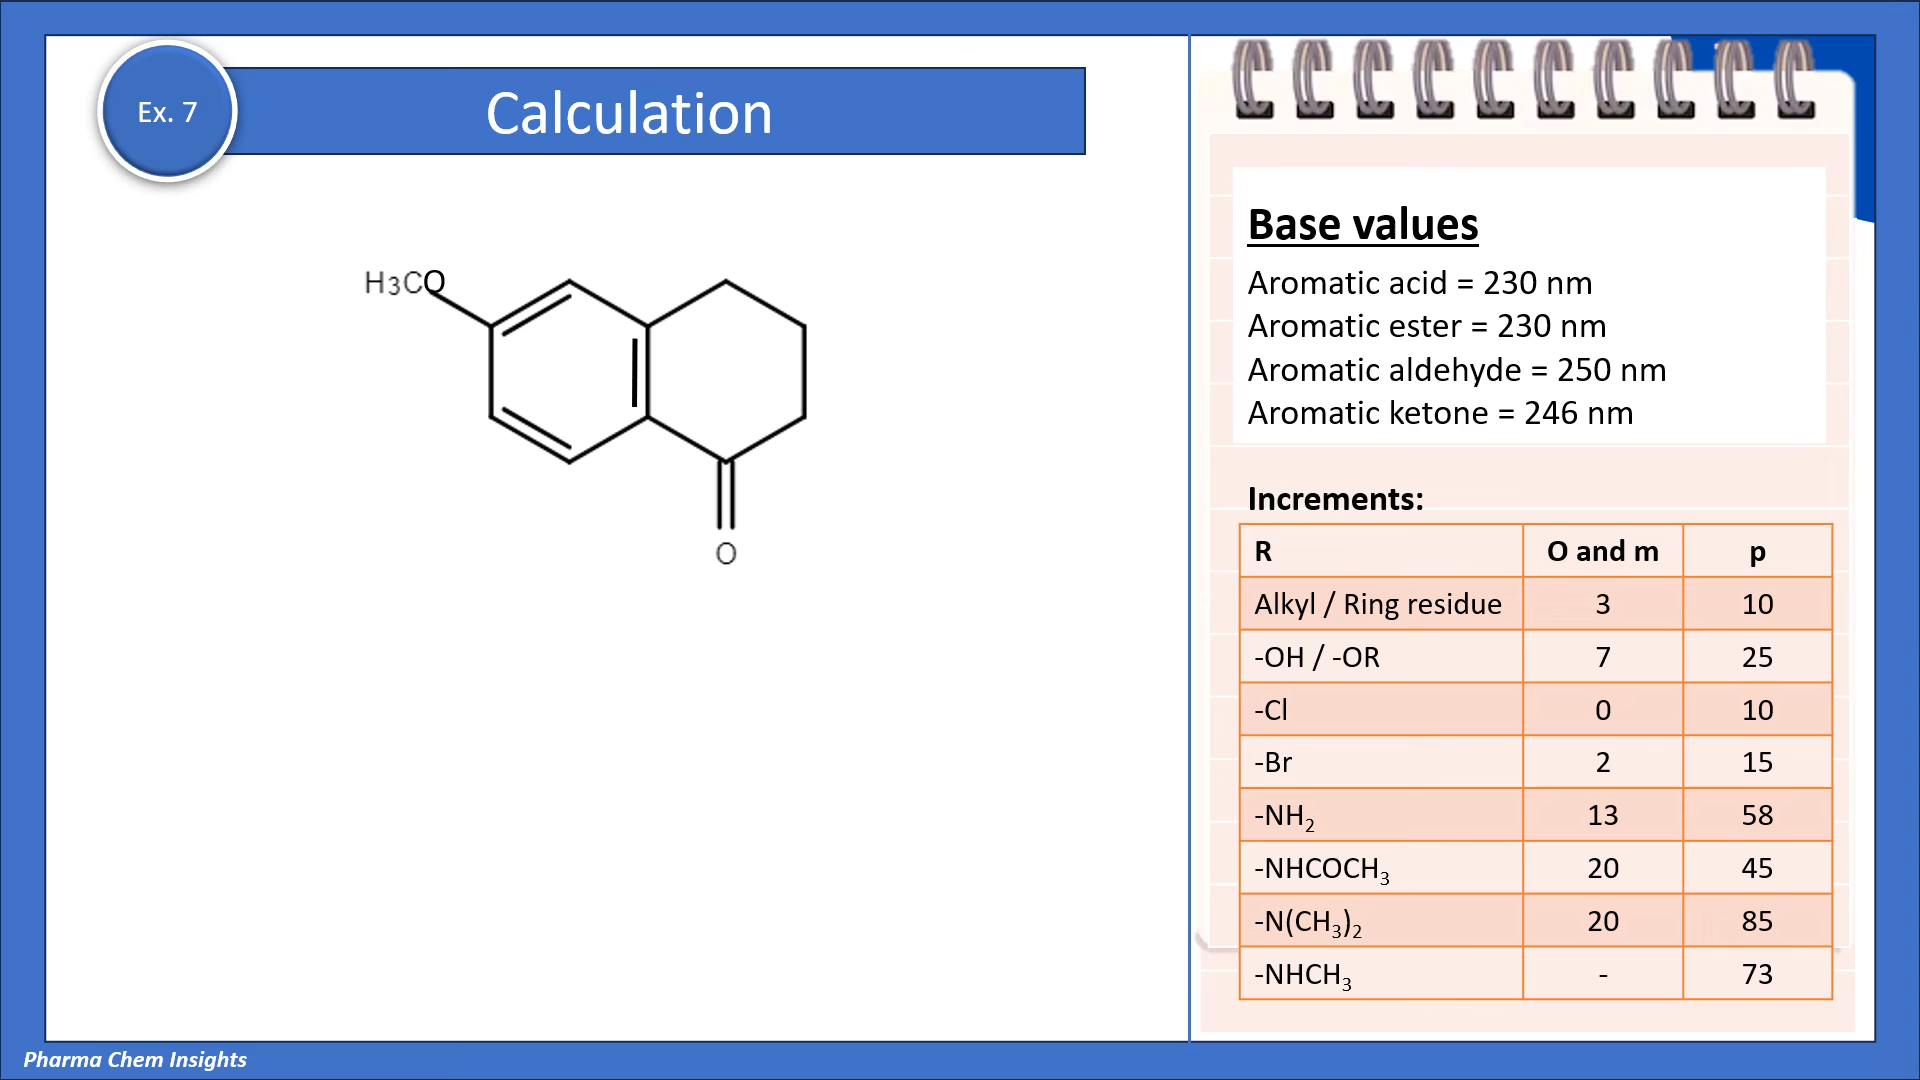 Ex. 7
Calculation
H3CO
O
Base values
Aromatic acid = 230 nm
Aromatic ester = 230 nm
Aromatic aldehyde = 250 nm
Aromatic ketone = 246 nm
Increments:
R O and m p
Alkyl / Ring residue 3 10
-OH / -OR 7 25
-Cl 0 10
-Br 2 15
-NH₂ 13 58
-NHCOCH₃ 20 45
-N(CH₃)₂ 20 85
-NHCH₃ - 73
Pharma Chem Insights